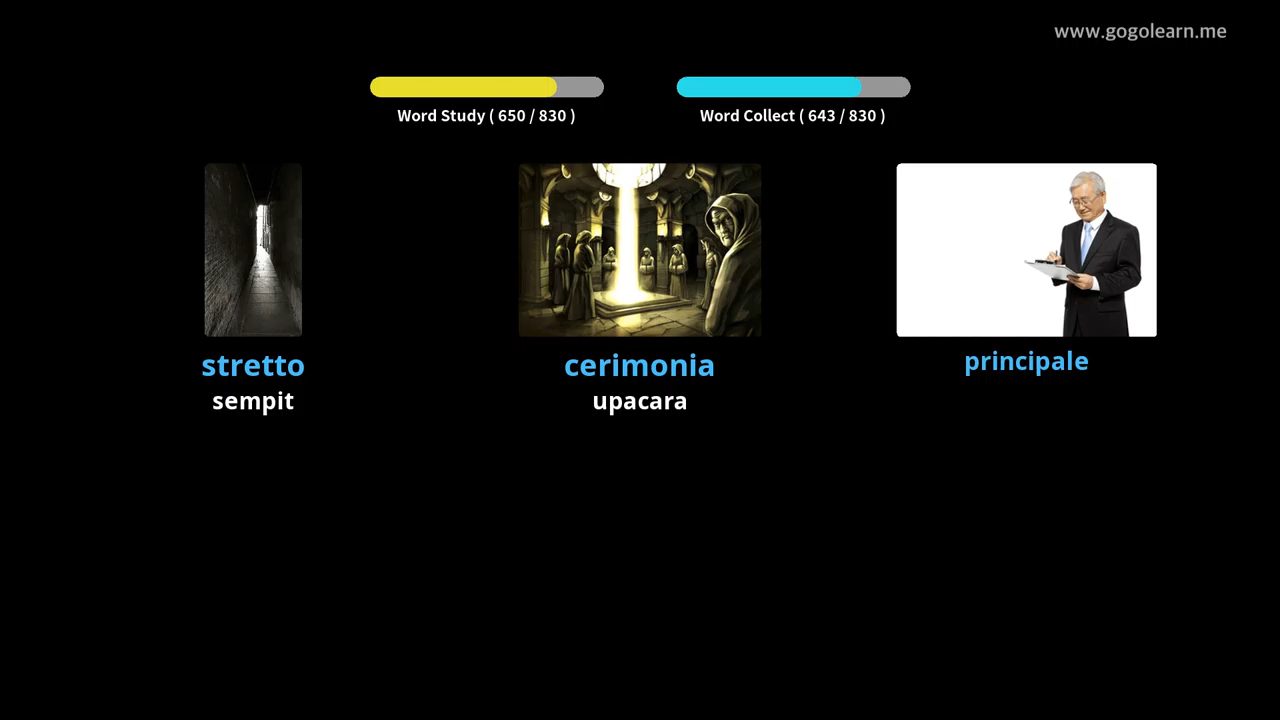 www.gogolearn.me
Word Study ( 650 / 830 )
Word Collect ( 643 / 830 )
stretto
sempit
cerimonia
upacara
principale